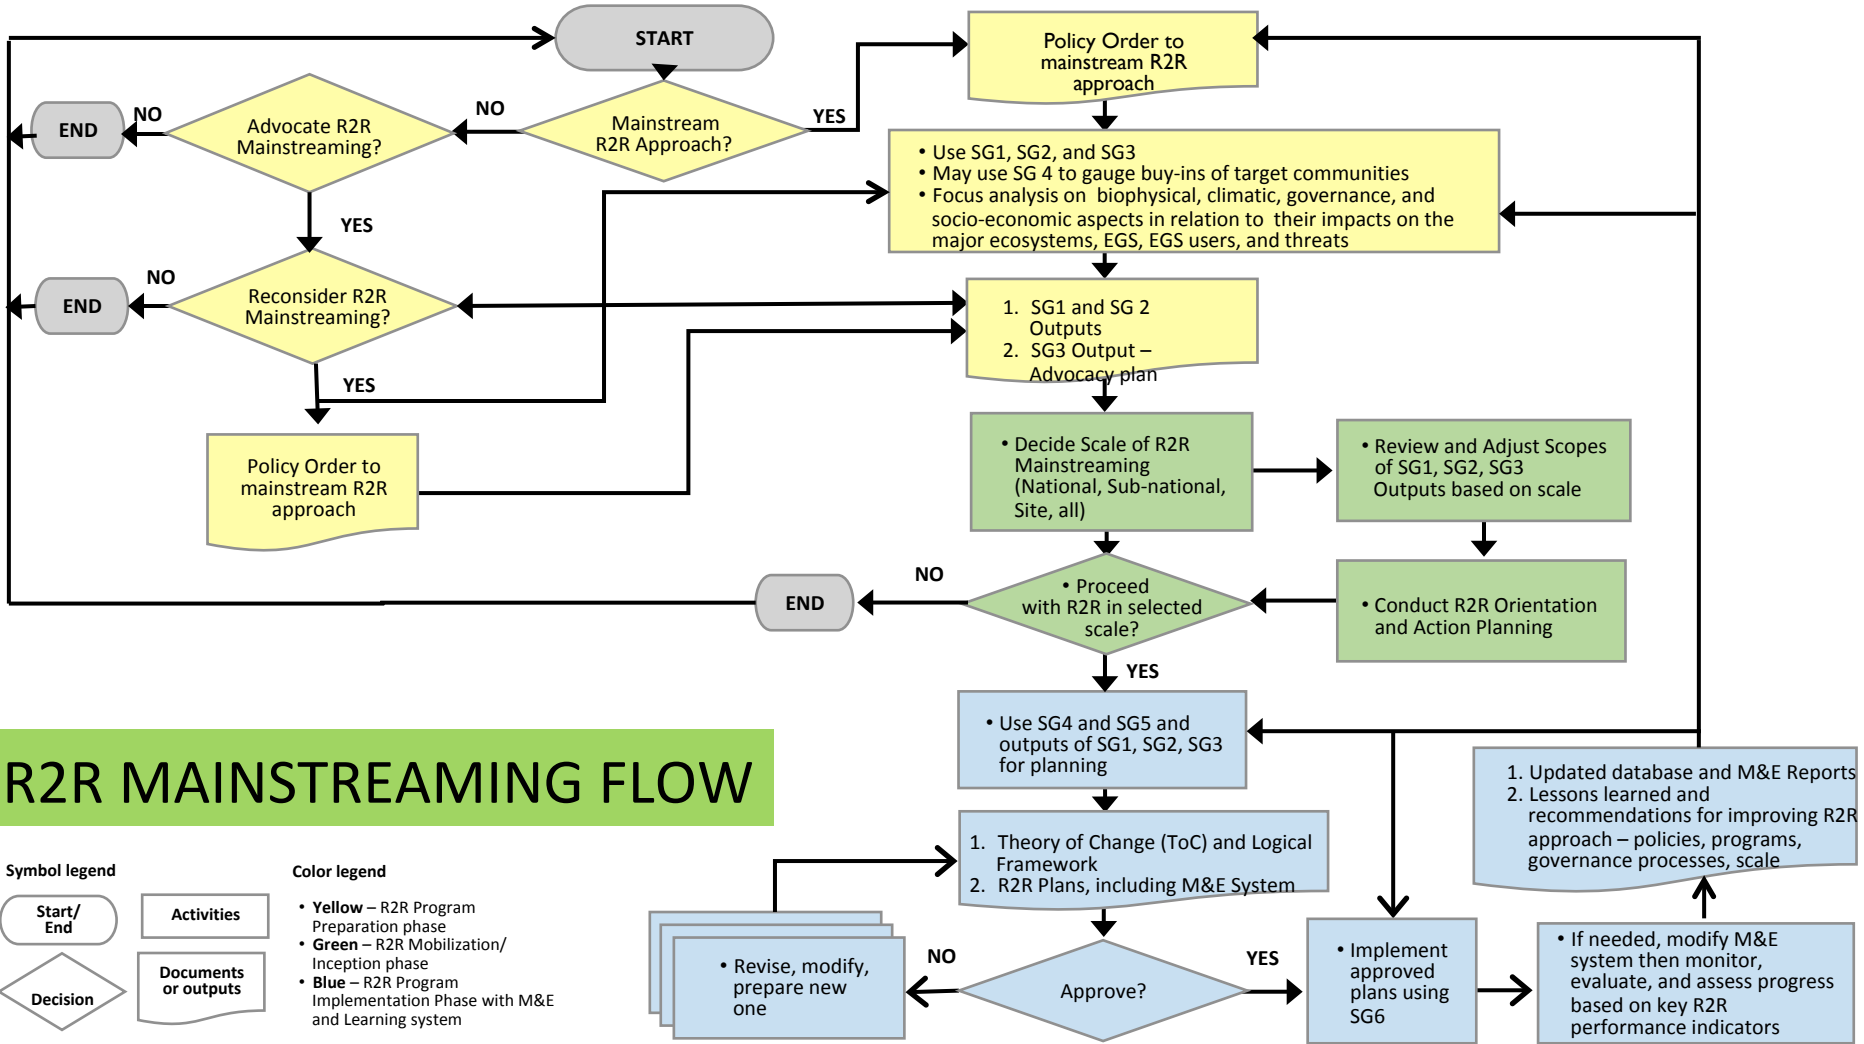 START
Policy Order to
mainstream R2R
approach
Mainstream
R2R Approach?
YES
NO
Advocate R2R
Mainstreaming?
NO
END
YES
• Use SG1, SG2, and SG3
• May use SG 4 to gauge buy-ins of target communities
• Focus analysis on biophysical, climatic, governance, and
socio-economic aspects in relation to their impacts on the
major ecosystems, EGS, EGS users, and threats
Reconsider R2R
Mainstreaming?
NO
END
YES
1. SG1 and SG 2
Outputs
2. SG3 Output –
Advocacy plan
Policy Order to
mainstream R2R
approach
• Decide Scale of R2R
Mainstreaming
(National, Sub-national,
Site, all)
• Review and Adjust Scopes
of SG1, SG2, SG3
Outputs based on scale
• Proceed
with R2R in selected
scale?
NO
END
• Conduct R2R Orientation
and Action Planning
YES
• Use SG4 and SG5 and
outputs of SG1, SG2, SG3
for planning
R2R MAINSTREAMING FLOW
1. Updated database and M&E Reports
2. Lessons learned and
recommendations for improving R2R
approach – policies, programs,
governance processes, scale
1. Theory of Change (ToC) and Logical
Framework
2. R2R Plans, including M&E System
• Revise, modify,
prepare new
one
NO
Approve?
YES
• Implement
approved
plans using
SG6
• If needed, modify M&E
system then monitor,
evaluate, and assess progress
based on key R2R
performance indicators
Symbol legend
Start/
End
Activities
Decision
Documents
or outputs
Color legend
• Yellow – R2R Program
Preparation phase
• Green – R2R Mobilization/
Inception phase
• Blue – R2R Program
Implementation Phase with M&E
and Learning system